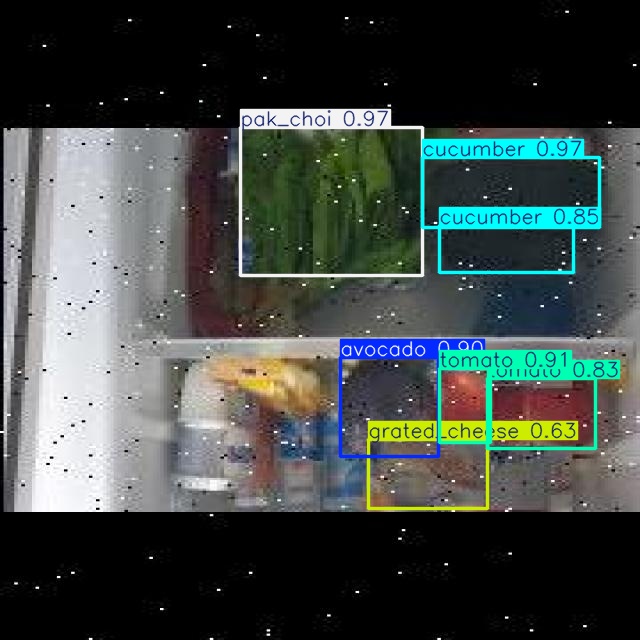 pak_choi 0.97
cucumber 0.97
cucumber 0.85
avocado 0.90
tomato 0.91
tomato 0.83
grated_cheese 0.63